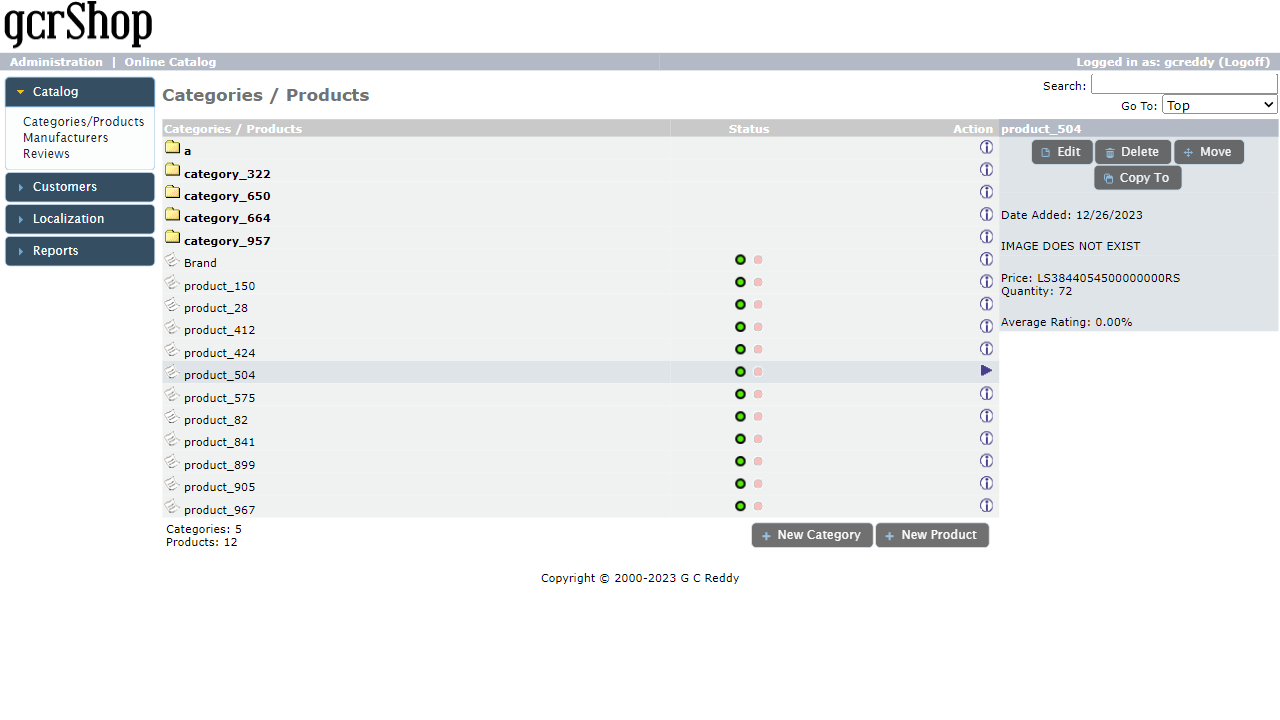 gcrShop
Administration | Online Catalog
Logged in as: gcreddy (Logoff)
Catalog
Categories/Products
Manufacturers
Reviews
Customers
Localization
Reports
Categories / Products
Search:
Go To: Top
Categories / Products Status Action
a
category_322
category_650
category_664
category_957
Brand
product_150
product_28
product_412
product_424
product_504
product_575
product_82
product_841
product_899
product_905
product_967
Categories: 5
Products: 12
New Category New Product
product_504
Edit Delete Move
Copy To
Date Added: 12/26/2023
IMAGE DOES NOT EXIST
Price: LS3844054500000000RS
Quantity: 72
Average Rating: 0.00%
Copyright © 2000-2023 G C Reddy